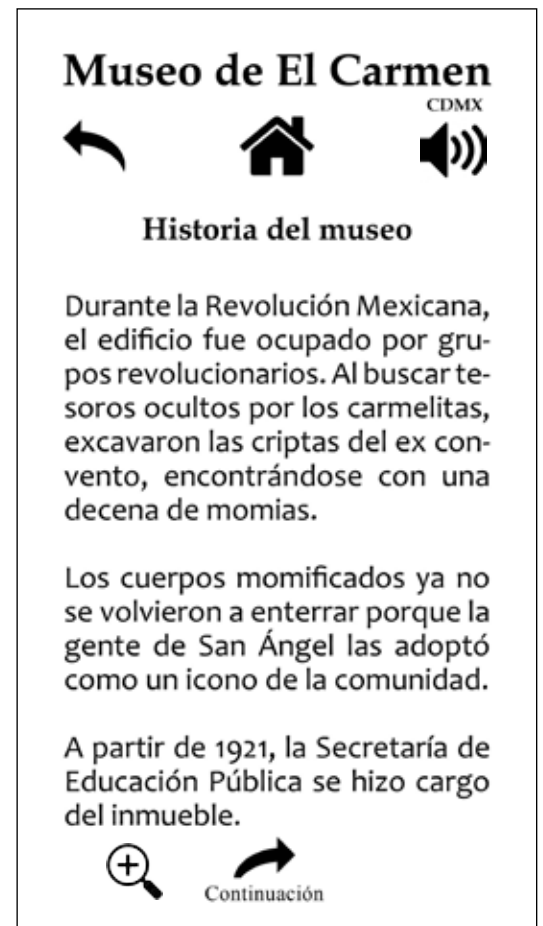 Museo de El Carmen
CDMX
Historia del museo
Durante la Revolución Mexicana,
el edificio fue ocupado por gru-
pos revolucionarios. Al buscar te-
soros ocultos por los carmelitas,
excavaron las criptas del ex con-
vento, encontrándose con una
decena de momias.
Los cuerpos momificados ya no
se volvieron a enterrar porque la
gente de San Ángel las adoptó
como un icono de la comunidad.
A partir de 1921, la Secretaría de
Educación Pública se hizo cargo
del inmueble.
Continuación